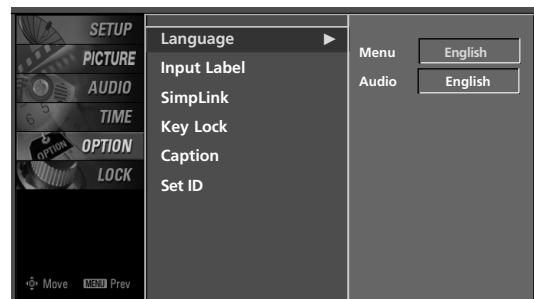 SETUP
PICTURE
AUDIO
TIME
OPTION
OPTION
LOCK
Move MENU Prev
Language ►
Input Label
SimpLink
Key Lock
Caption
Set ID
Menu English
Audio English